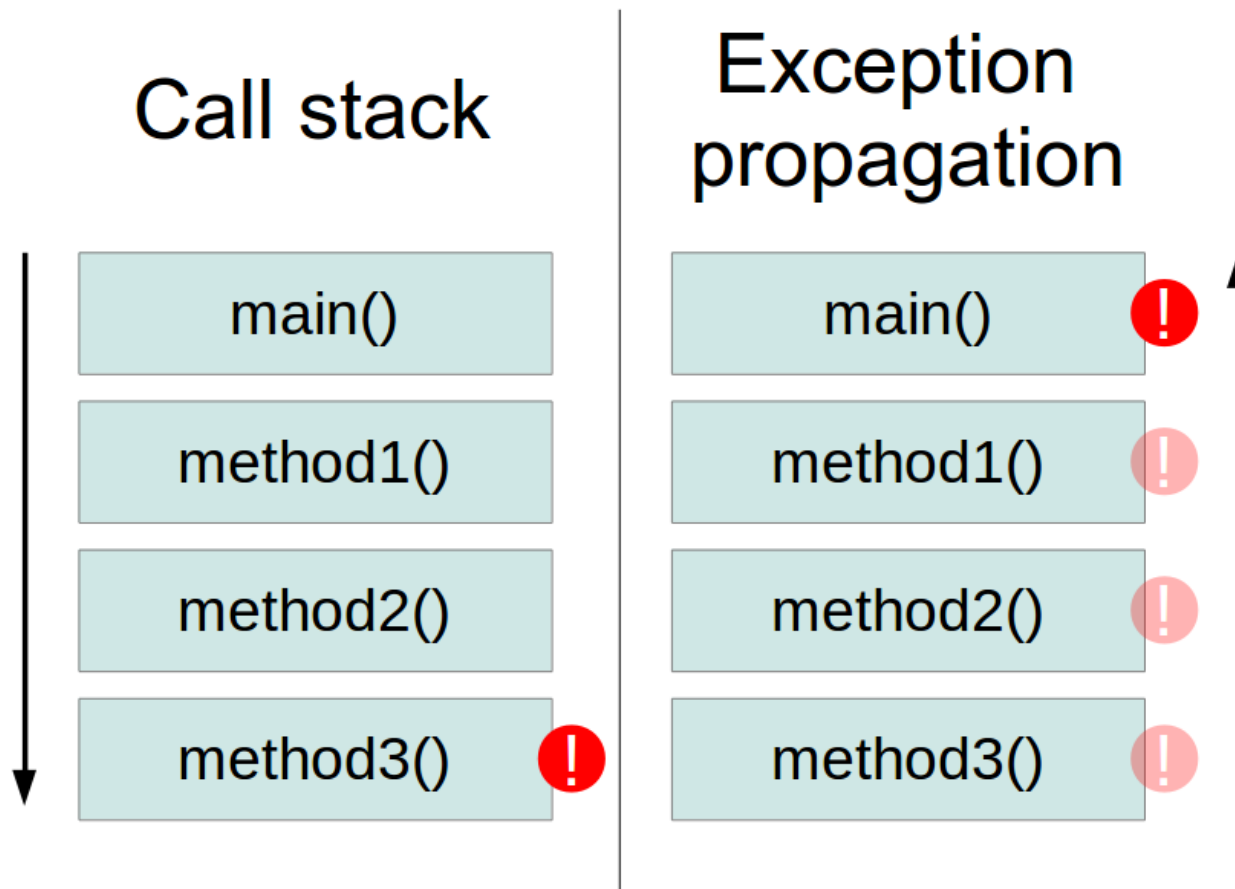 Call stack
main()
method1()
method2()
method3()
!
Exception
propagation
main()
!
method1()
!
method2()
!
method3()
!